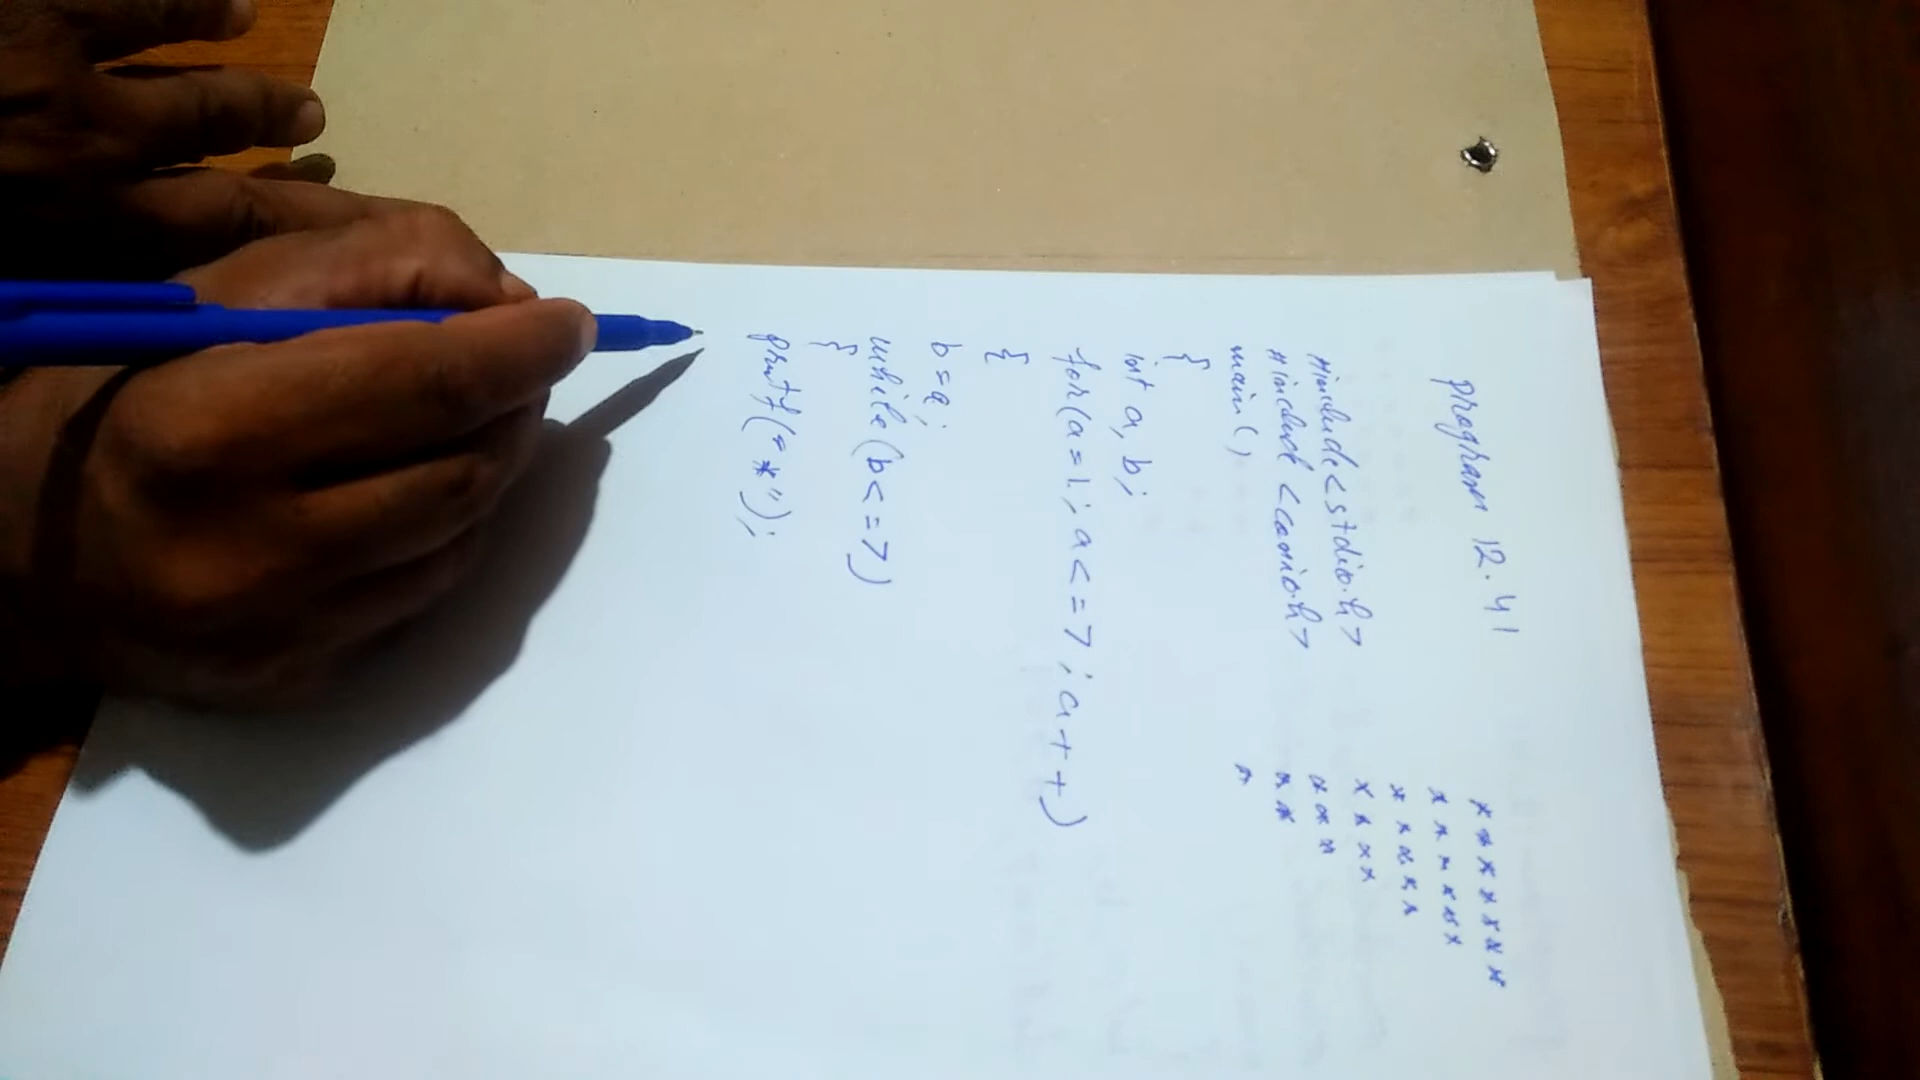 Program 12.41
#include<stdio.h>
#include <conio.h>
main()
{
int a, b;
for(a=1; a<=7; a++)
{
b=a;
while(b<=7)
{
printf("*");
* * * * * * *
* * * * * *
* * * * *
* * * *
* * *
* *
*